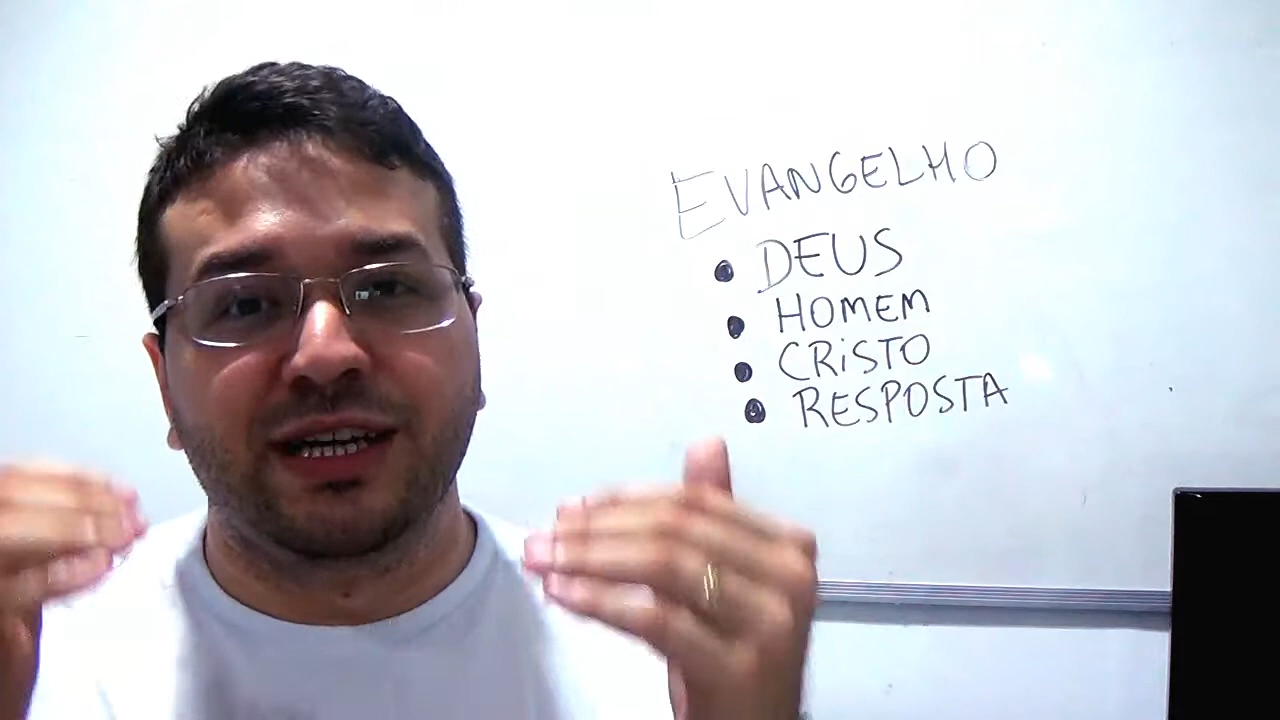 EVANGELHO
• DEUS
• HOMEM
• CRiSTO
• RESPOSTA